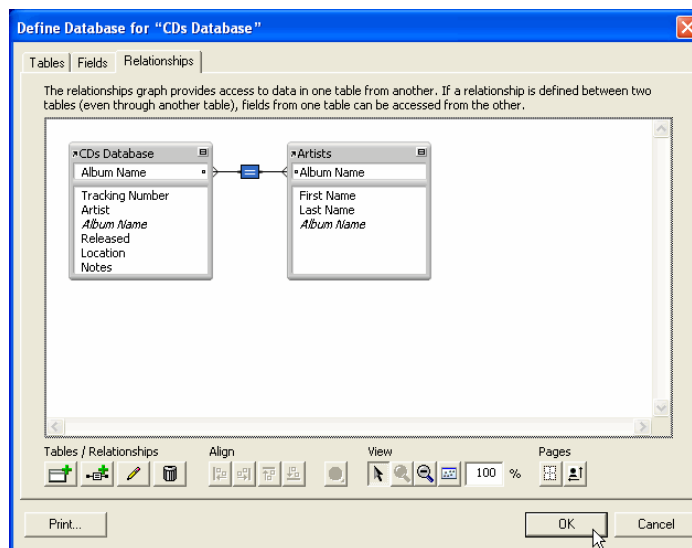 Define Database for “CDs Database”
Tables Fields Relationships
The relationships graph provides access to data in one table from another. If a relationship is defined between two
tables (even through another table), fields from one table can be accessed from the other.
CDs Database
Album Name
Tracking Number
Artist
Album Name
Released
Location
Notes
=
Artists
Album Name
First Name
Last Name
Album Name
Tables / Relationships Align View Pages
100 %
Print... OK Cancel